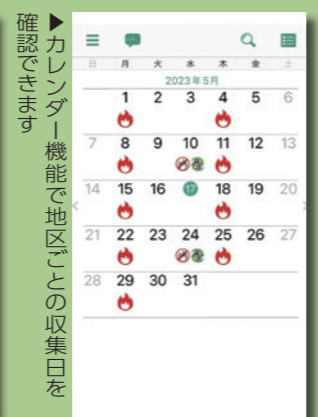 ▶カレンダー機能で地区ごとの収集日を
確認できます
日 月 火 水 木 金 土
2023年5月
1 2 3 4 5 6
7 8 9 10 11 12 13
14 15 16 17 18 19 20
21 22 23 24 25 26 27
28 29 30 31